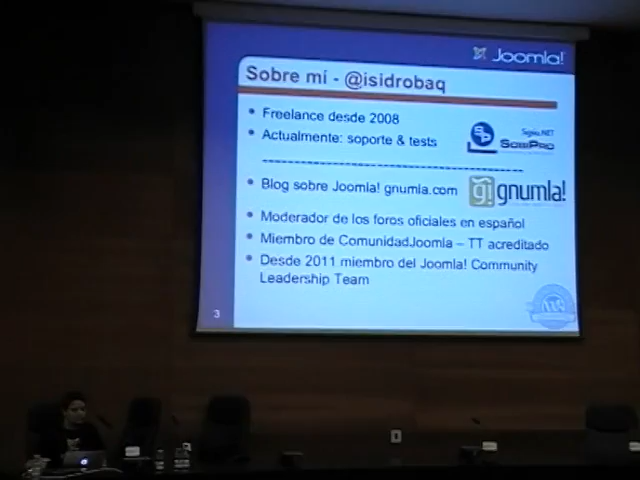 Joomla!
Sobre mí - @isidrobaq
• Freelance desde 2008
• Actualmente: soporte & tests
Sigsiu.NET
SOBIPRO
--------------------------------------------------
• Blog sobre Joomla! gnumla.com
g! gnumla!
• Moderador de los foros oficiales en español
• Miembro de ComunidadJoomla – TT acreditado
• Desde 2011 miembro del Joomla! Community
Leadership Team
3